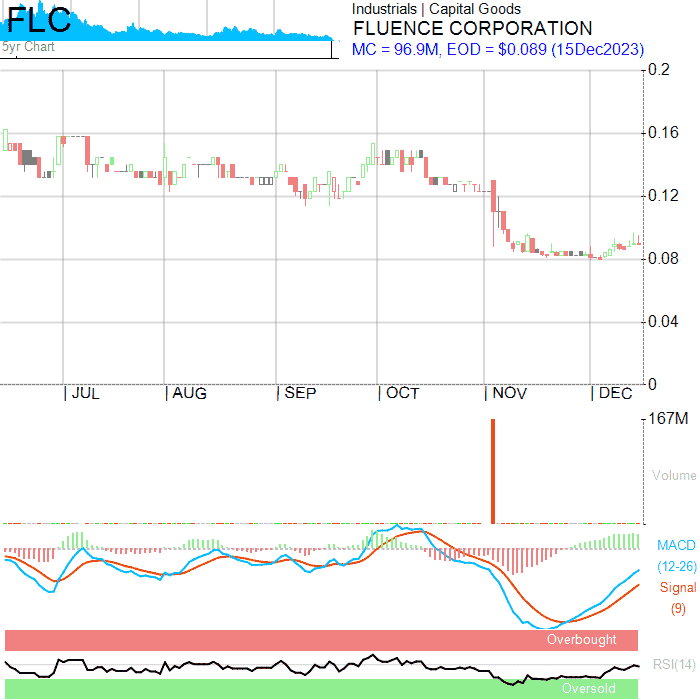 FLC
5yr Chart
Industrials | Capital Goods
FLUENCE CORPORATION
MC = 96.9M, EOD = $0.089 (15Dec2023)
0.2
0.16
0.12
0.08
0.04
0
| JUL | AUG | SEP | OCT | NOV | DEC
167M
Volume
MACD
(12-26)
Signal
(9)
Overbought
RSI(14)
Oversold